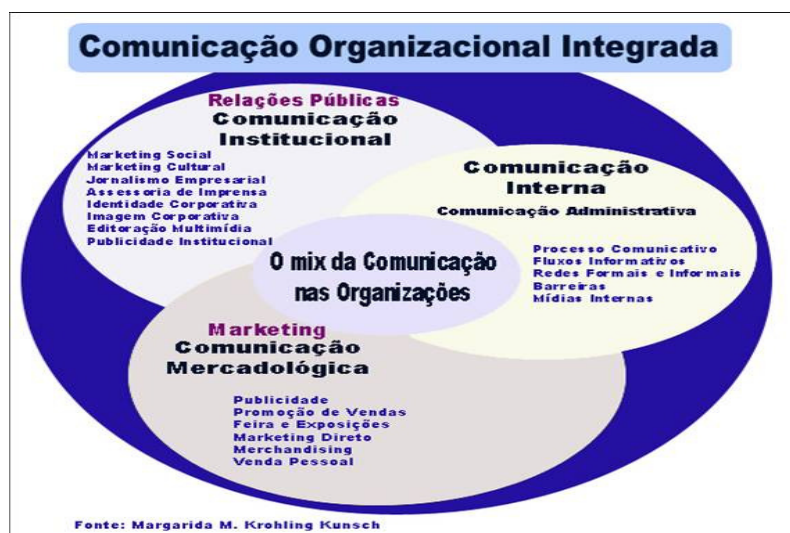 Comunicação Organizacional Integrada
Relações Públicas
Comunicação
Institucional
Marketing Social
Marketing Cultural
Jornalismo Empresarial
Assessoria de Imprensa
Identidade Corporativa
Imagem Corporativa
Editoração Multimídia
Publicidade Institucional
Comunicação
Interna
Comunicação Administrativa
Processo Comunicativo
Fluxos Informativos
Redes Formais e Informais
Barreiras
Mídias Internas
O mix da Comunicação
nas Organizações
Marketing
Comunicação
Mercadológica
Publicidade
Promoção de Vendas
Feira e Exposições
Marketing Direto
Merchandising
Venda Pessoal
Fonte: Margarida M. Krohling Kunsch